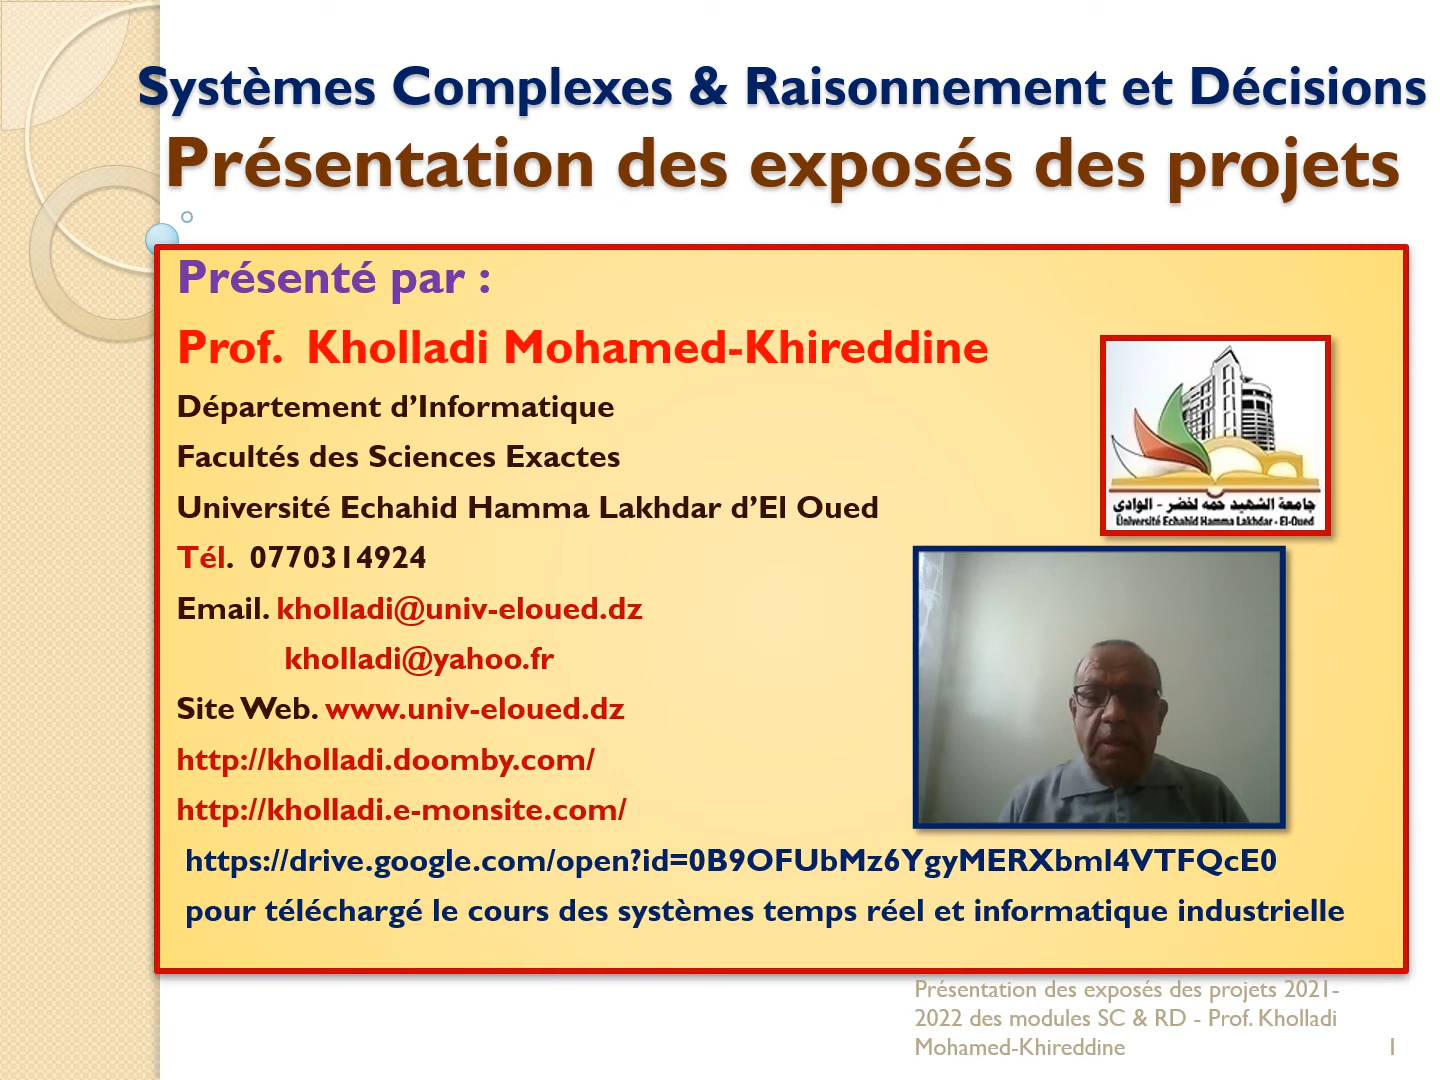 Systèmes Complexes & Raisonnement et Décisions
Présentation des exposés des projets
Présenté par :
Prof. Kholladi Mohamed-Khireddine
Département d’Informatique
Facultés des Sciences Exactes
Université Echahid Hamma Lakhdar d’El Oued
Tél. 0770314924
Email. kholladi@univ-eloued.dz
kholladi@yahoo.fr
Site Web. www.univ-eloued.dz
http://kholladi.doomby.com/
http://kholladi.e-monsite.com/
https://drive.google.com/open?id=0B9OFUbMz6YgyMERXbml4VTFQcE0
pour téléchargé le cours des systèmes temps réel et informatique industrielle
جامعة الشهيد حمه لخضر - الوادي
Université Echahid Hamma Lakhdar - El-Oued
Présentation des exposés des projets 2021-
2022 des modules SC & RD - Prof. Kholladi
Mohamed-Khireddine
1